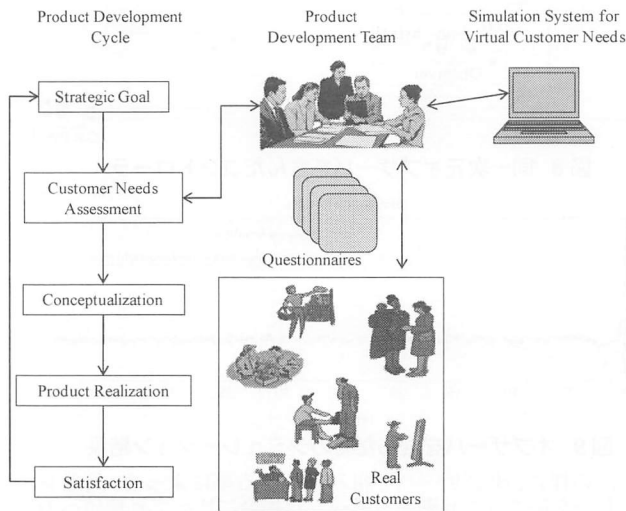 Product Development
Cycle
Product
Development Team
Simulation System for
Virtual Customer Needs
Strategic Goal
Customer Needs
Assessment
Questionnaires
Conceptualization
Product Realization
Satisfaction
Real
Customers